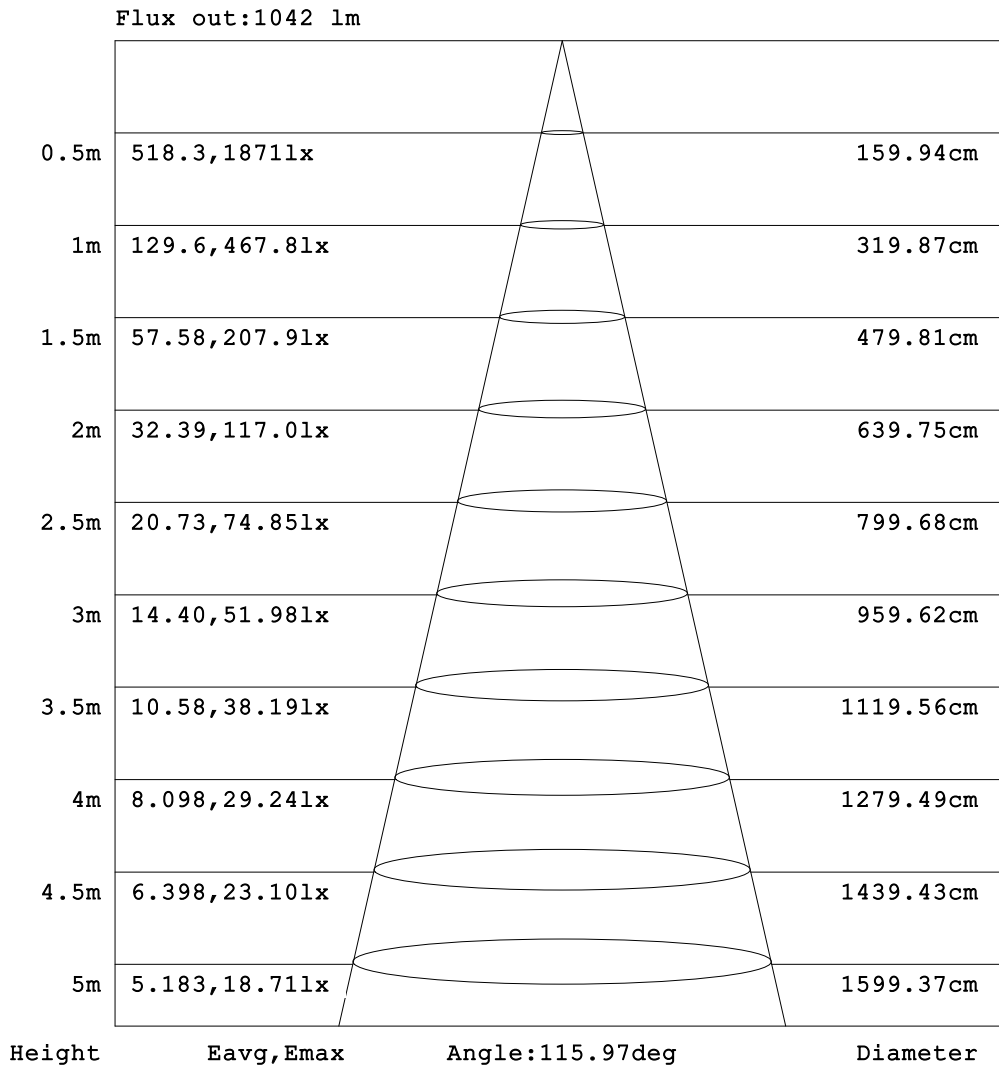 Flux out:1042 lm
0.5m 518.3,1871lx 159.94cm
1m 129.6,467.8lx 319.87cm
1.5m 57.58,207.9lx 479.81cm
2m 32.39,117.0lx 639.75cm
2.5m 20.73,74.85lx 799.68cm
3m 14.40,51.98lx 959.62cm
3.5m 10.58,38.19lx 1119.56cm
4m 8.098,29.24lx 1279.49cm
4.5m 6.398,23.10lx 1439.43cm
5m 5.183,18.71lx 1599.37cm
Height Eavg,Emax Angle:115.97deg Diameter